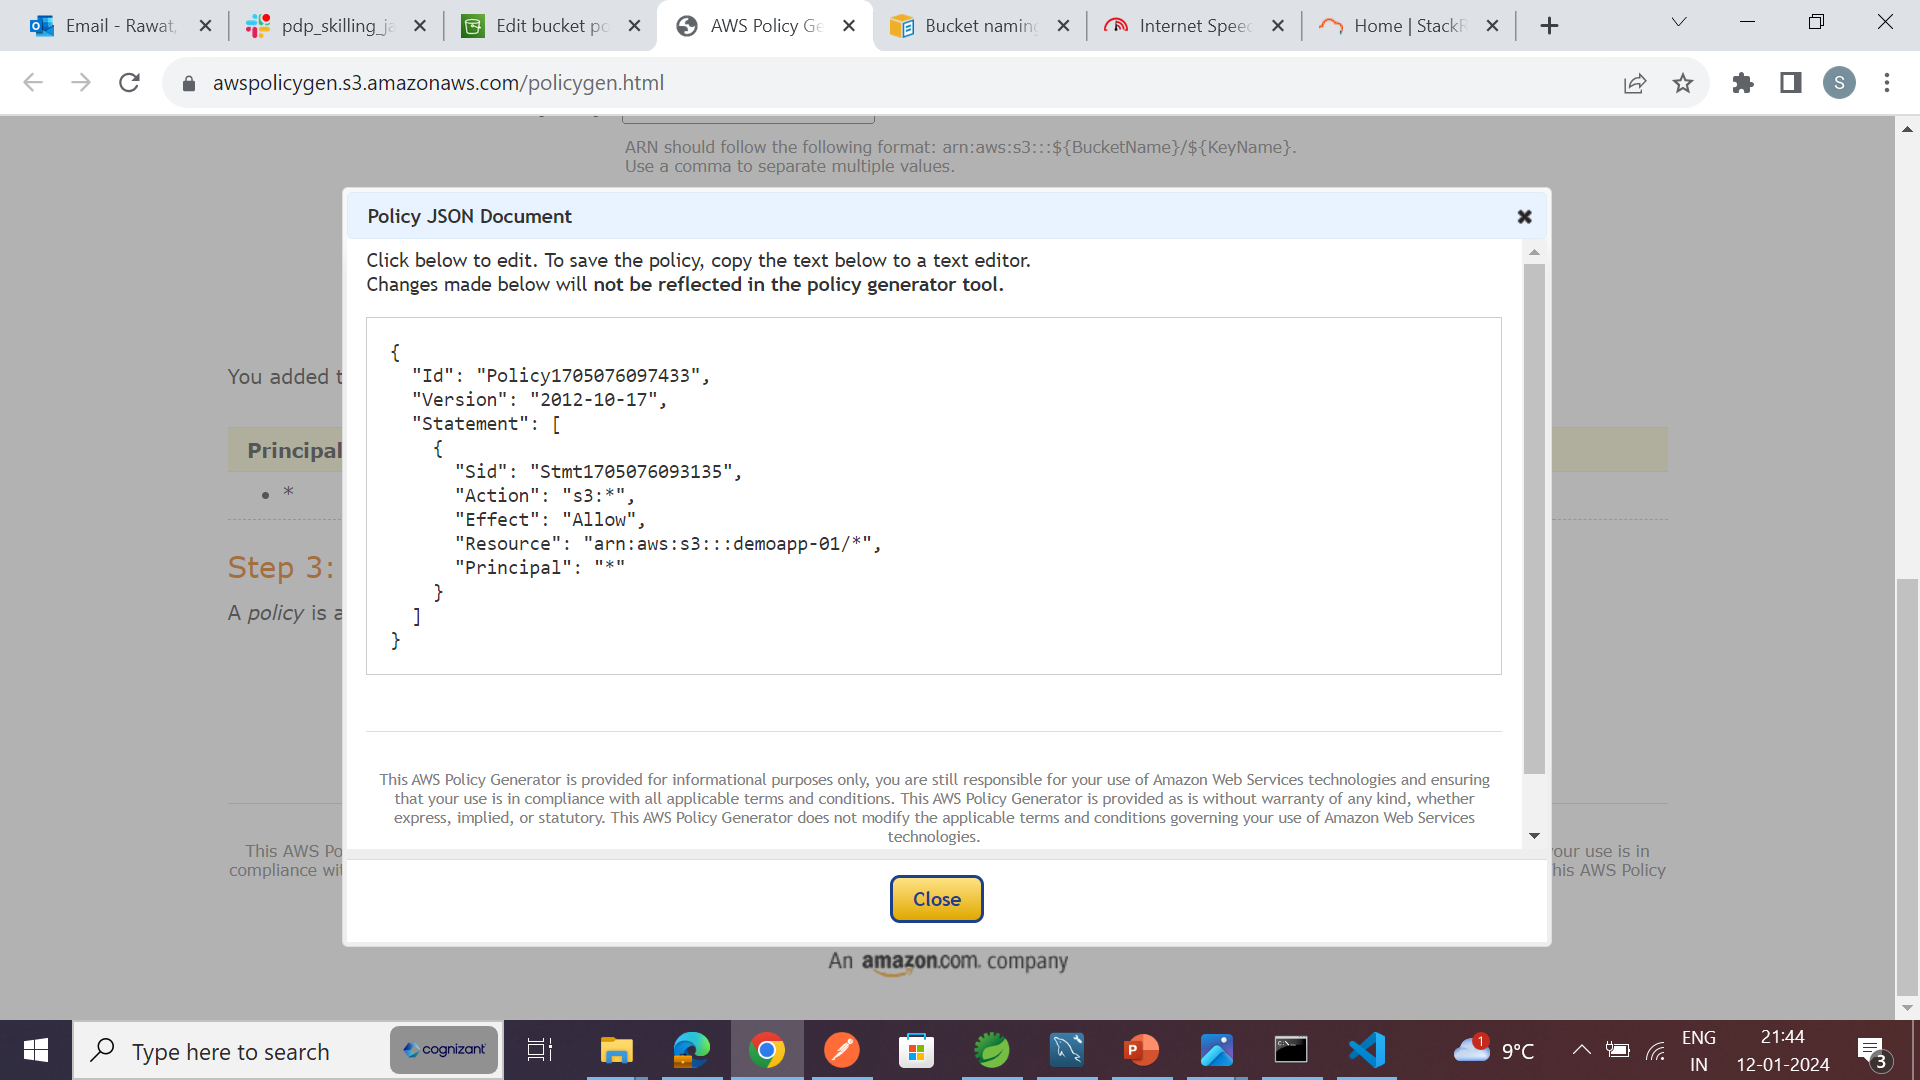 Email - Rawat,
pdp_skilling_ja
Edit bucket po
AWS Policy Ge
Bucket naming
Internet Speed
Home | StackR
awspolicygen.s3.amazonaws.com/policygen.html
S
ARN should follow the following format: arn:aws:s3:::${BucketName}/${KeyName}.
Use a comma to separate multiple values.
Policy JSON Document
Click below to edit. To save the policy, copy the text below to a text editor.
Changes made below will not be reflected in the policy generator tool.
{
"Id": "Policy1705076097433",
"Version": "2012-10-17",
"Statement": [
{
"Sid": "Stmt1705076093135",
"Action": "s3:*",
"Effect": "Allow",
"Resource": "arn:aws:s3:::demoapp-01/*",
"Principal": "*"
}
]
}
You added t
Principal
• *
Step 3:
A policy is a
This AWS Policy Generator is provided for informational purposes only, you are still responsible for your use of Amazon Web Services technologies and ensuring
that your use is in compliance with all applicable terms and conditions. This AWS Policy Generator is provided as is without warranty of any kind, whether
express, implied, or statutory. This AWS Policy Generator does not modify the applicable terms and conditions governing your use of Amazon Web Services
technologies.
This AWS Po
compliance wi
our use is in
his AWS Policy
Close
An amazon.com. company
Type here to search
cognizant
1
9°C
ENG
IN
21:44
12-01-2024
3